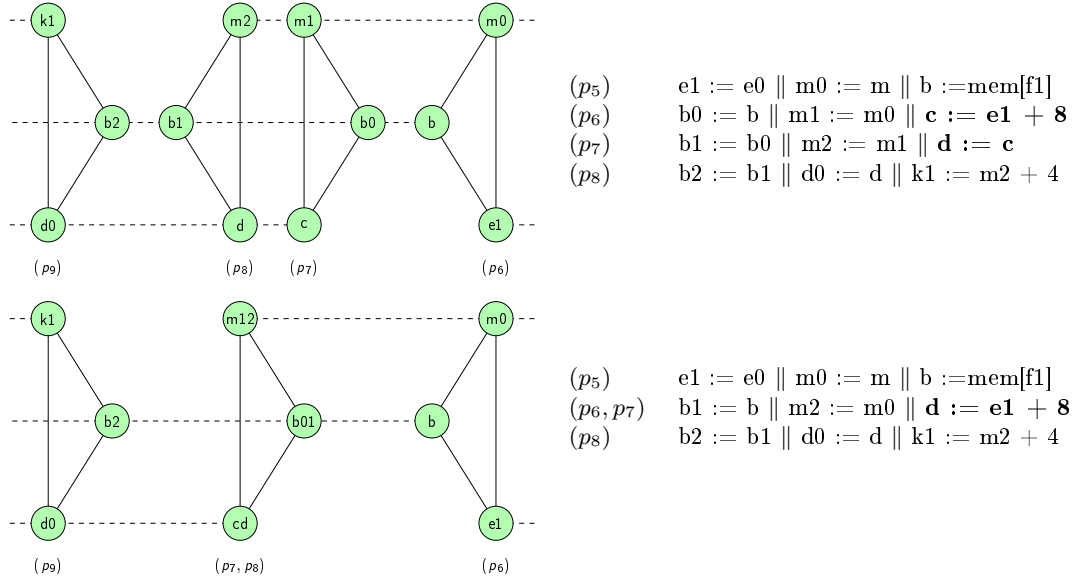 k1 m2 m1 m0
b2 b1 b0 b
d0 d c e1
(p₉) (p₈) (p₇) (p₆)
(p₅) e1 := e0 ∥ m0 := m ∥ b :=mem[f1]
(p₆) b0 := b ∥ m1 := m0 ∥ c := e1 + 8
(p₇) b1 := b0 ∥ m2 := m1 ∥ d := c
(p₈) b2 := b1 ∥ d0 := d ∥ k1 := m2 + 4
k1 m12 m0
b2 b01 b
d0 cd e1
(p₉) (p₇, p₈) (p₆)
(p₅) e1 := e0 ∥ m0 := m ∥ b :=mem[f1]
(p₆, p₇) b1 := b ∥ m2 := m0 ∥ d := e1 + 8
(p₈) b2 := b1 ∥ d0 := d ∥ k1 := m2 + 4